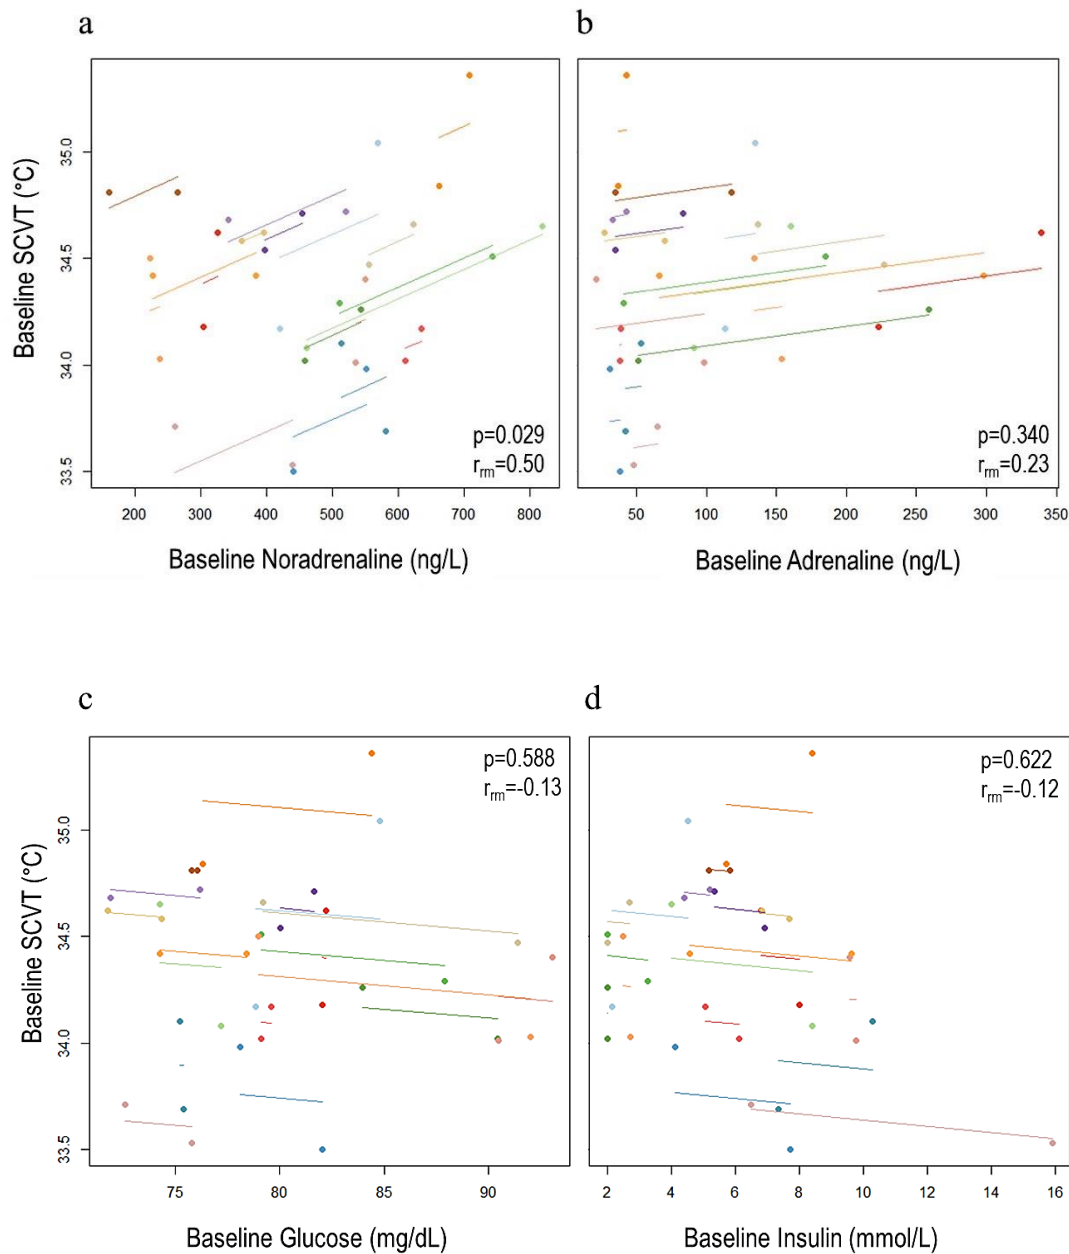 a
b
Baseline SCVT (°C)
35.0
34.5
34.0
33.5
p=0.029
rrm=0.50
p=0.340
rrm=0.23
200 300 400 500 600 700 800
50 100 150 200 250 300 350
Baseline Noradrenaline (ng/L)
Baseline Adrenaline (ng/L)
c
d
Baseline SCVT (°C)
35.0
34.5
34.0
33.5
p=0.588
rrm=-0.13
p=0.622
rrm=-0.12
75 80 85 90
2 4 6 8 10 12 14 16
Baseline Glucose (mg/dL)
Baseline Insulin (mmol/L)